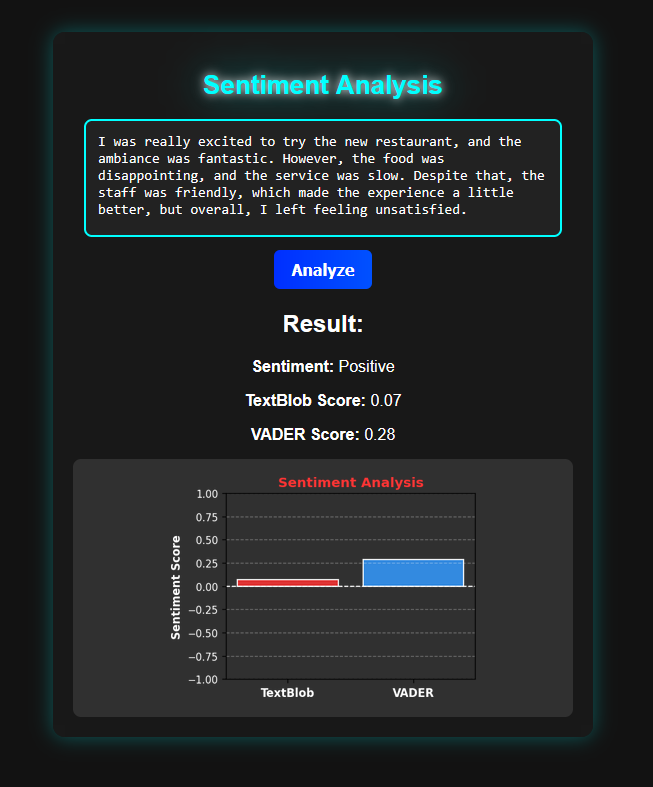 Sentiment Analysis
I was really excited to try the new restaurant, and the
ambiance was fantastic. However, the food was
disappointing, and the service was slow. Despite that, the
staff was friendly, which made the experience a little
better, but overall, I left feeling unsatisfied.
Analyze
Result:
Sentiment: Positive
TextBlob Score: 0.07
VADER Score: 0.28
Sentiment Analysis
Sentiment Score
1.00
0.75
0.50
0.25
0.00
−0.25
−0.50
−0.75
−1.00
TextBlob VADER